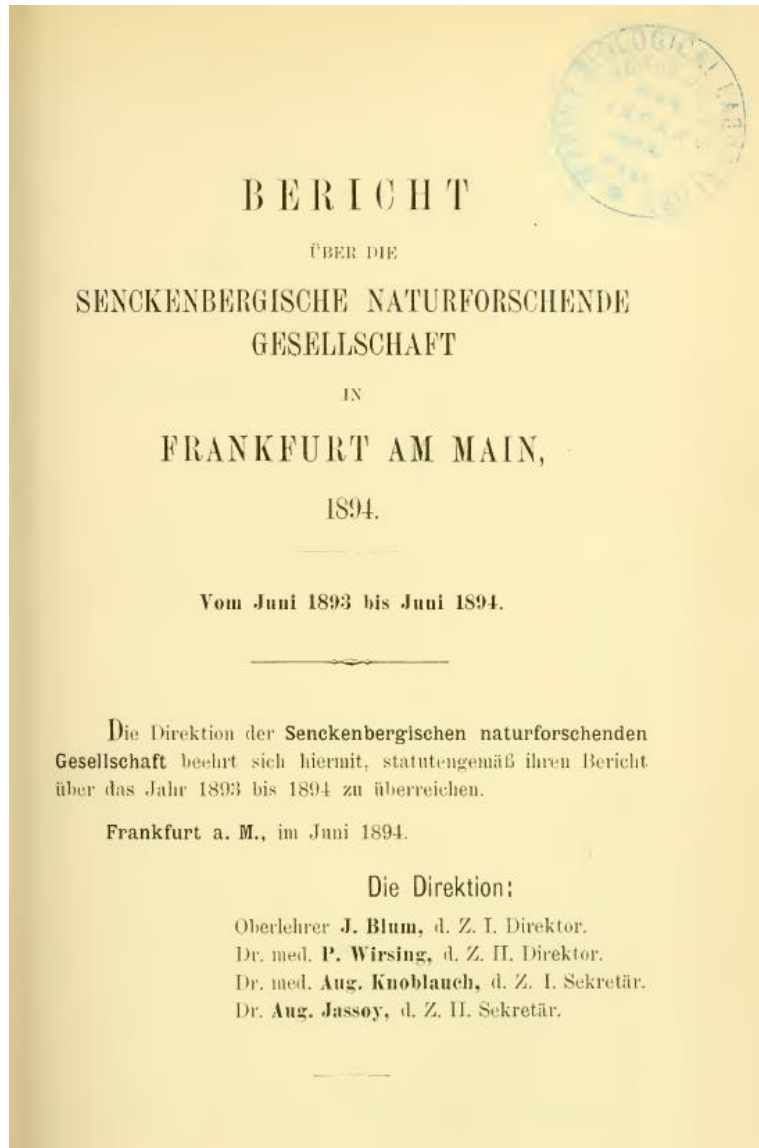 BIOLOGICAL LAB
BERICHT
ÜBER DIE
SENCKENBERGISCHE NATURFORSCHENDE
GESELLSCHAFT
IN
FRANKFURT AM MAIN,
1894.
Vom Juni 1893 bis Juni 1894.
Die Direktion der Senckenbergischen naturforschenden
Gesellschaft beehrt sich hiermit, statutengemäß ihren Bericht
über das Jahr 1893 bis 1894 zu überreichen.
Frankfurt a. M., im Juni 1894.
Die Direktion:
Oberlehrer J. Blum, d. Z. I. Direktor.
Dr. med. P. Wirsing, d. Z. II. Direktor.
Dr. med. Aug. Knoblauch, d. Z. I. Sekretär.
Dr. Aug. Jassoy, d. Z. II. Sekretär.